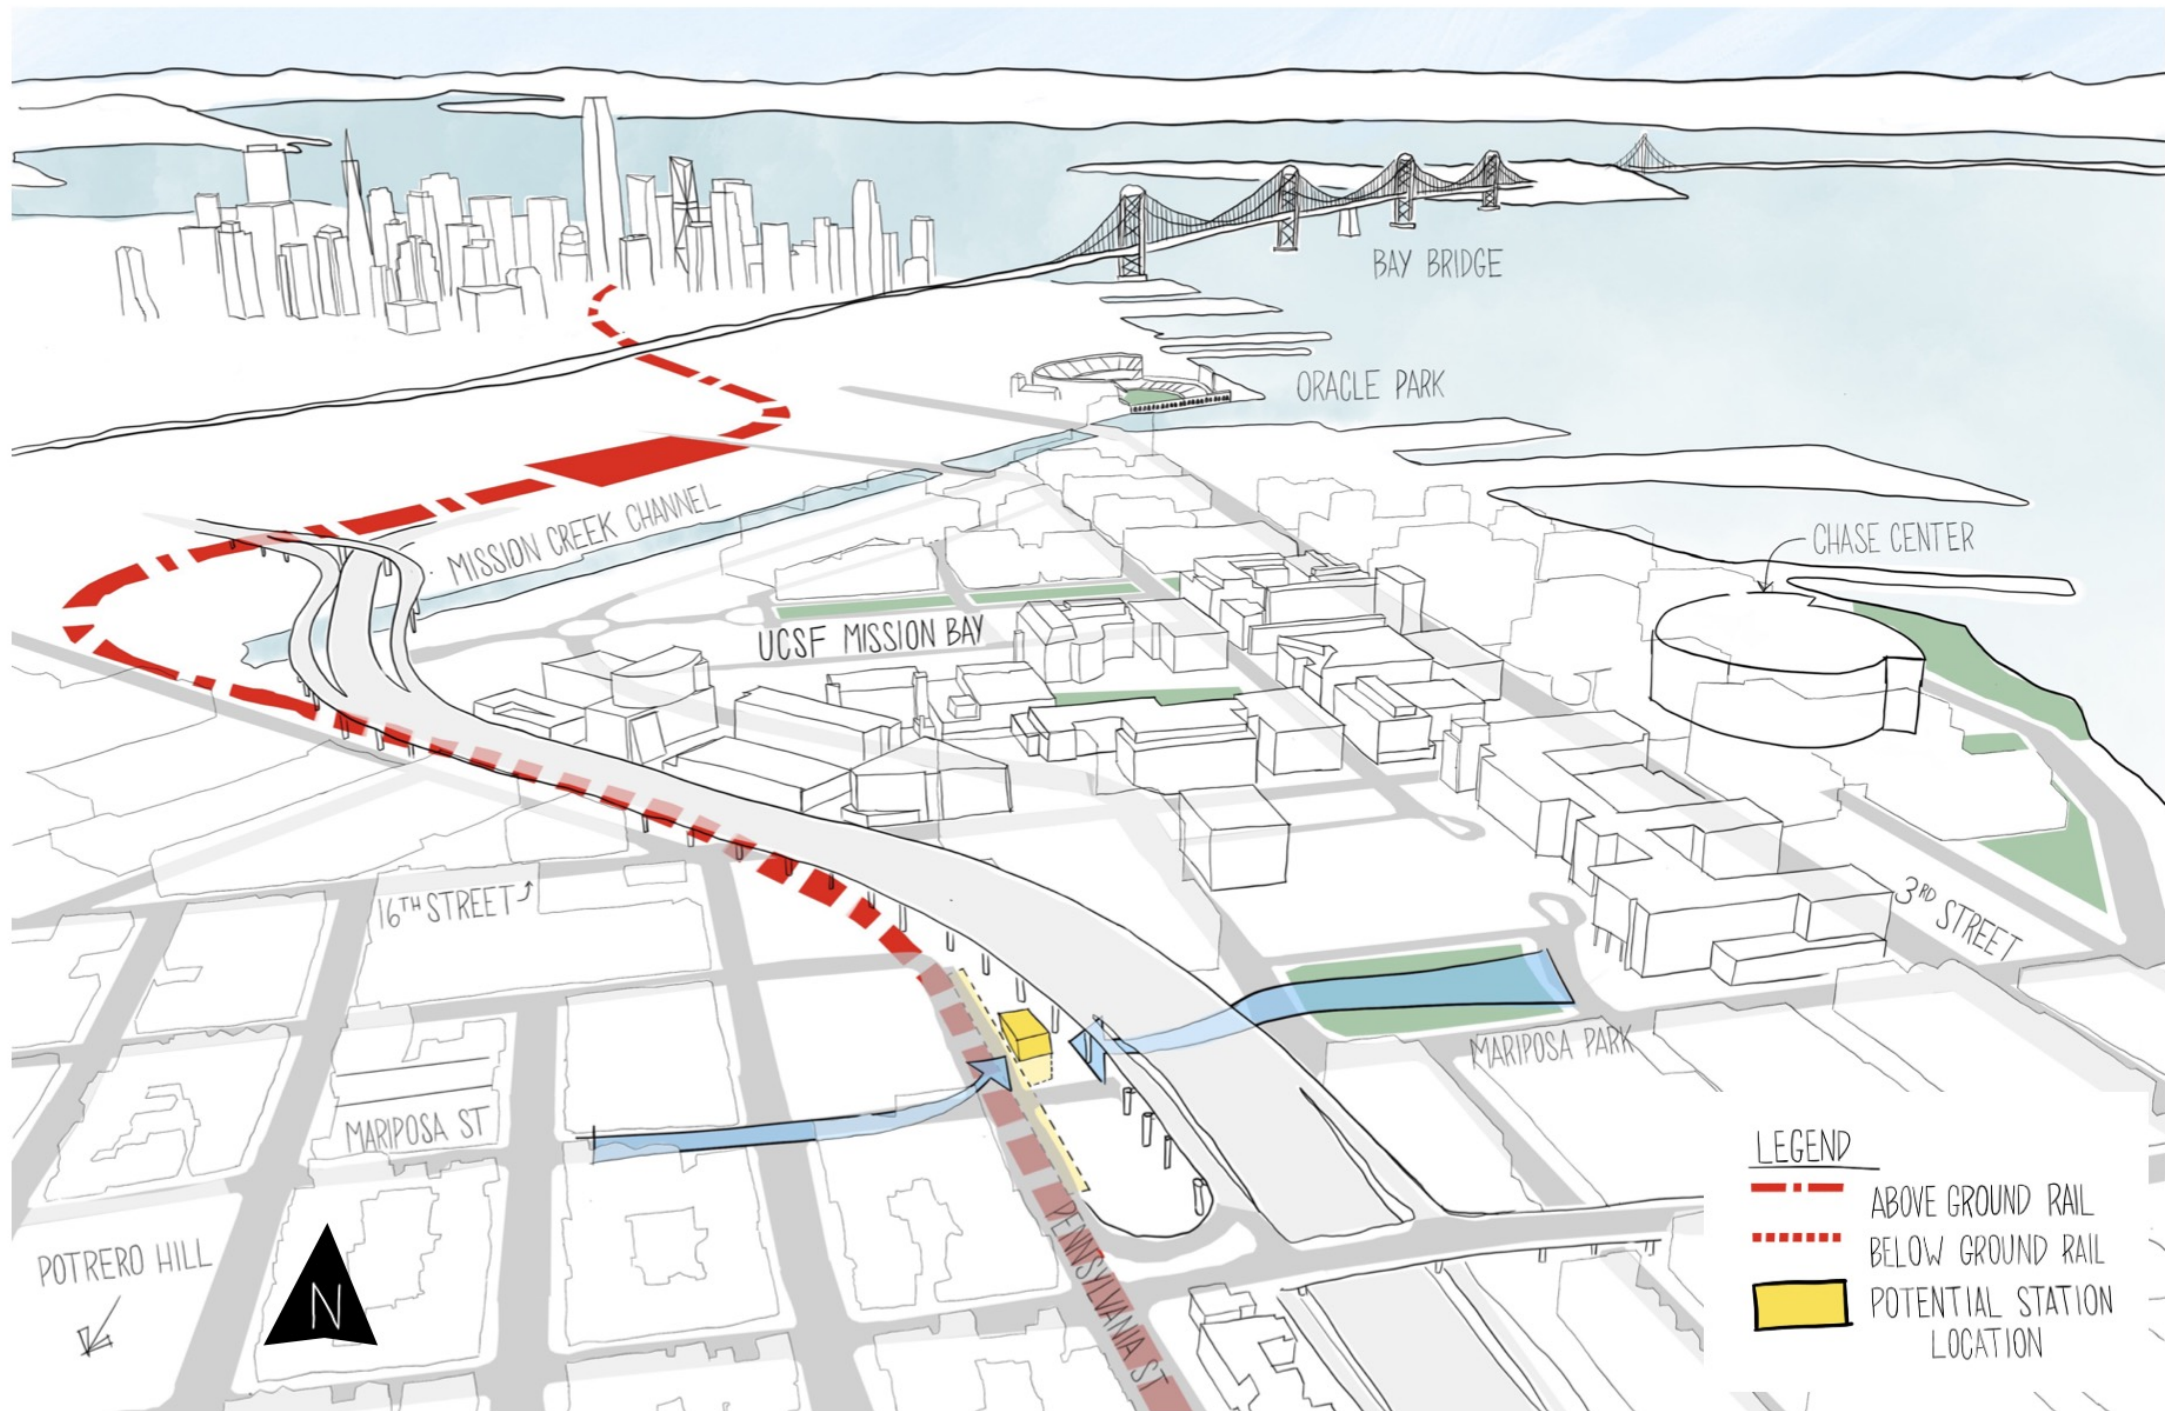 BAY BRIDGE
ORACLE PARK
MISSION CREEK CHANNEL
CHASE CENTER
UCSF MISSION BAY
16TH STREET
3RD STREET
MARIPOSA PARK
MARIPOSA ST
PENNSYLVANIA ST
POTRERO HILL
N
LEGEND
ABOVE GROUND RAIL
BELOW GROUND RAIL
POTENTIAL STATION
LOCATION